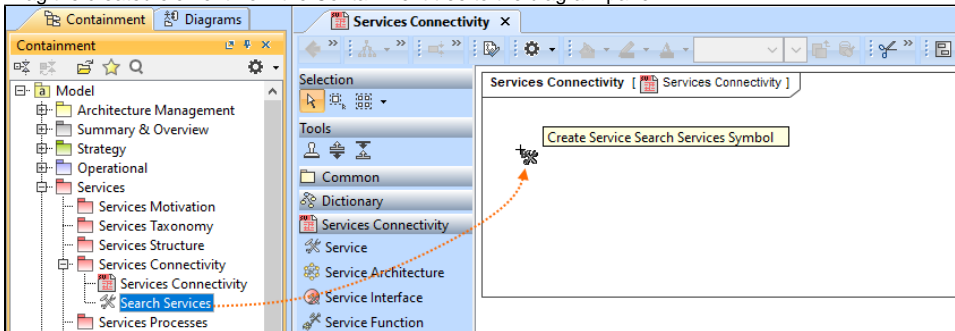 Containment
Diagrams
Services Connectivity
Containment
Model
Architecture Management
Summary & Overview
Strategy
Operational
Services
Services Motivation
Services Taxonomy
Services Structure
Services Connectivity
Services Connectivity
Search Services
Services Processes
Selection
Tools
Common
Dictionary
Services Connectivity
Service
Service Architecture
Service Interface
Service Function
Services Connectivity [ Services Connectivity ]
Create Service Search Services Symbol